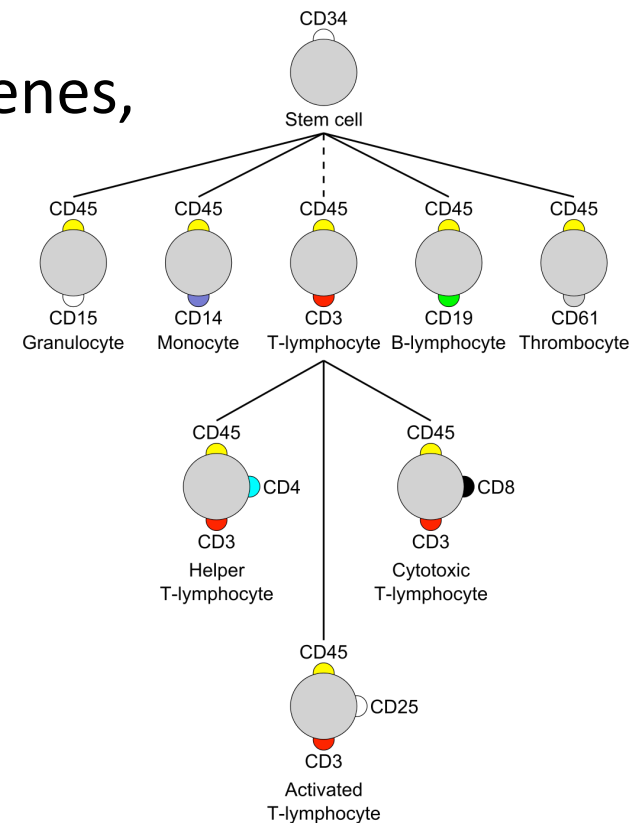 CD34
enes,
Stem cell
CD45 CD45 CD45 CD45 CD45
CD15 CD14 CD3 CD19 CD61
Granulocyte Monocyte T-lymphocyte B-lymphocyte Thrombocyte
CD45 CD45
CD4 CD8
CD3 CD3
Helper Cytotoxic
T-lymphocyte T-lymphocyte
CD45
CD25
CD3
Activated
T-lymphocyte